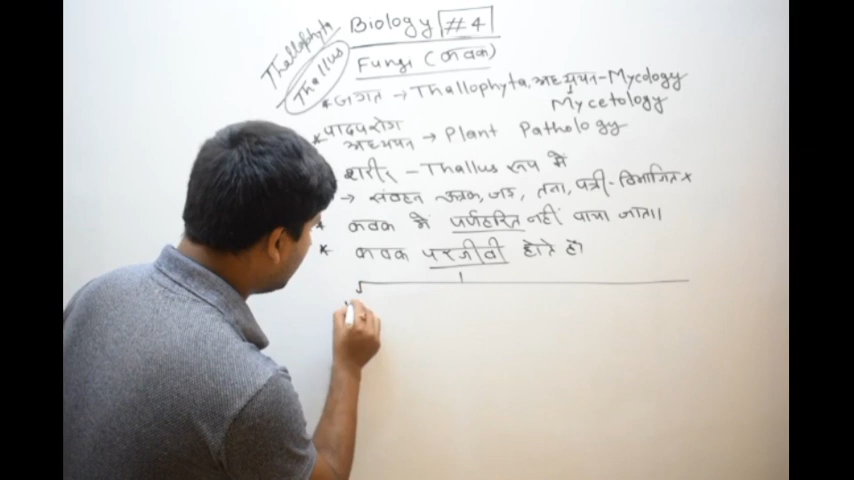 Thallophyta
Thallus
Biology #4
Fungi (कवक)
* जगत → Thallophyta, अध्ययन - Mycology
Mycetology
* पादपरोग अध्ययन → Plant Pathology
शरीर - Thallus रूप में
→ संवहन ऊतक, जड़, तना, पत्ती - विभाजित ×
* कवक में पर्णहरित नहीं पाया जाता।
* कवक परजीवी होते हैं।